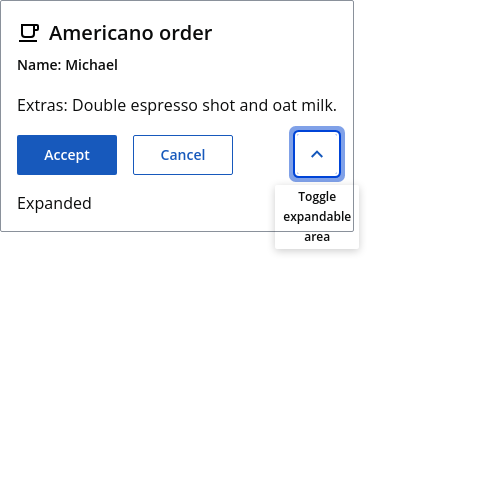 Americano order
Name: Michael
Extras: Double espresso shot and oat milk.
Accept
Cancel
Expanded
Toggle
expandable
area